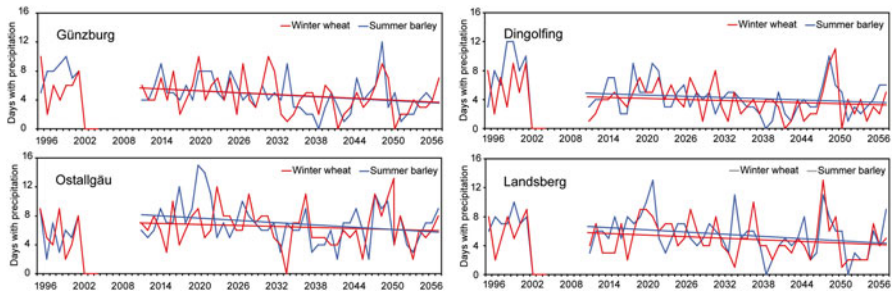 Günzburg
Winter wheat Summer barley
Days with precipitation
16
12
8
4
0
1996 2002 2008 2014 2020 2026 2032 2038 2044 2050 2056
Dingolfing
Winter wheat Summer barley
Days with precipitation
16
12
8
4
0
1996 2002 2008 2014 2020 2026 2032 2038 2044 2050 2056
Ostallgäu
Winter wheat Summer barley
Days with precipitation
16
12
8
4
0
1996 2002 2008 2014 2020 2026 2032 2038 2044 2050 2056
Landsberg
Winter wheat Summer barley
Days with precipitation
16
12
8
4
0
1996 2002 2008 2014 2020 2026 2032 2038 2044 2050 2056